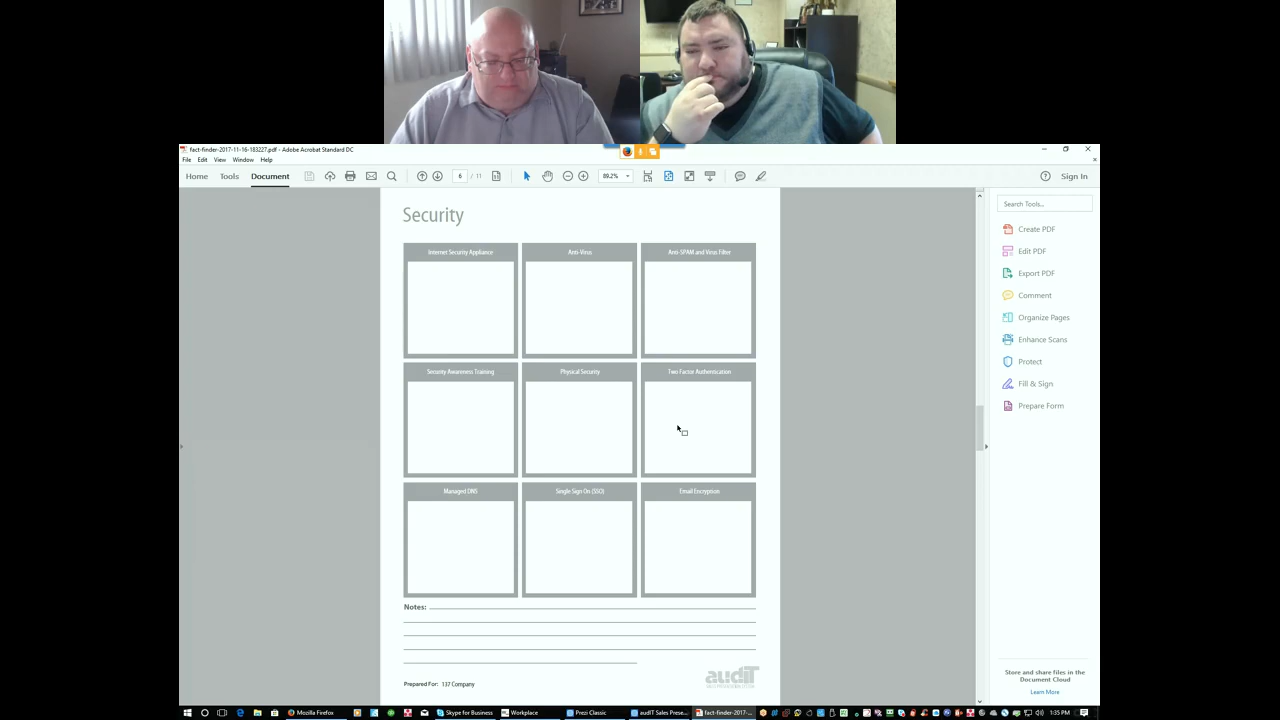 fact-finder-2017-11-16-183227.pdf - Adobe Acrobat Standard DC
File Edit View Window Help
Home Tools Document 6 / 11 89.2% Sign In
Security
Search Tools...
Internet Security Appliance Anti-Virus Anti-SPAM and Virus Filter
Create PDF
Edit PDF
Export PDF
Comment
Organize Pages
Enhance Scans
Protect
Fill & Sign
Prepare Form
Security Awareness Training Physical Security Two Factor Authentication
Managed DNS Single Sign On (SSO) Email Encryption
Notes:
Prepared For: 137 Company
audIT
Store and share files in the
Document Cloud
Learn More
Mozilla Firefox Skype for Business Workplace Prezi Classic audIT Sales Prese... fact-finder-2017-... 1:35 PM